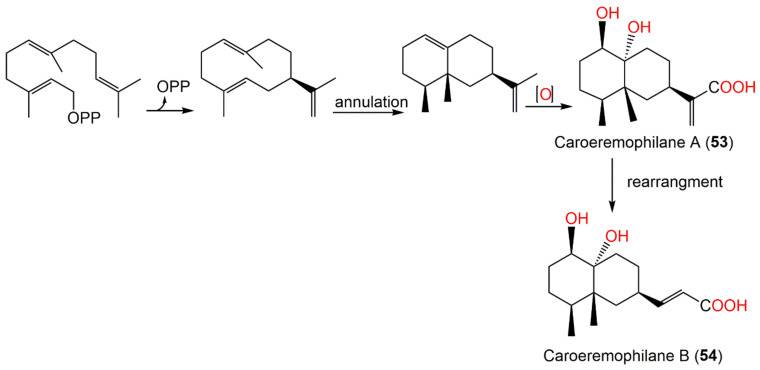 OPP
OPP
annulation
[O]
OH
OH
COOH
Caroeremophilane A (53)
rearrangment
OH
OH
COOH
Caroeremophilane B (54)